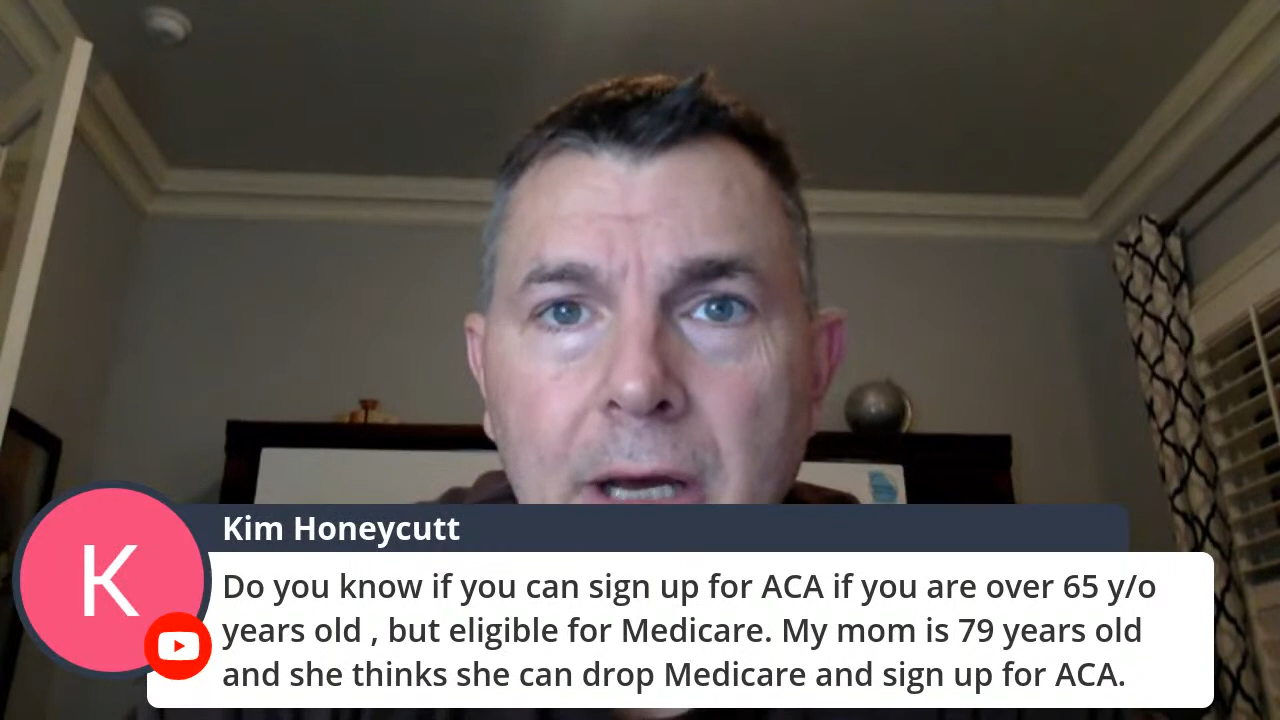 Kim Honeycutt
K
Do you know if you can sign up for ACA if you are over 65 y/o
years old , but eligible for Medicare. My mom is 79 years old
and she thinks she can drop Medicare and sign up for ACA.